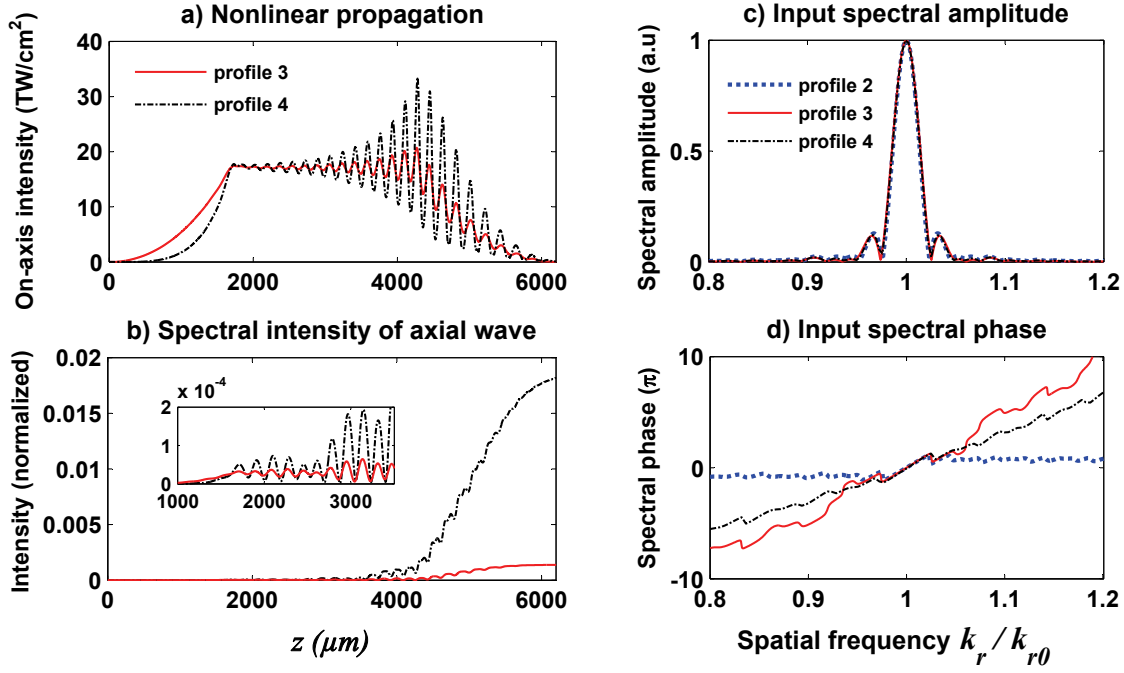 a) Nonlinear propagation
On-axis intensity (TW/cm²)
40
30
20
10
0
profile 3
profile 4
0 2000 4000 6000
b) Spectral intensity of axial wave
Intensity (normalized)
0.02
0.015
0.01
0.005
0
x 10⁻⁴
2
1
0
1000 2000 3000
0 2000 4000 6000
z (μm)
c) Input spectral amplitude
Spectral amplitude (a.u)
1
0.5
0
profile 2
profile 3
profile 4
0.8 0.9 1 1.1 1.2
d) Input spectral phase
Spectral phase (π)
10
0
-10
0.8 0.9 1 1.1 1.2
Spatial frequency k_r / k_r0